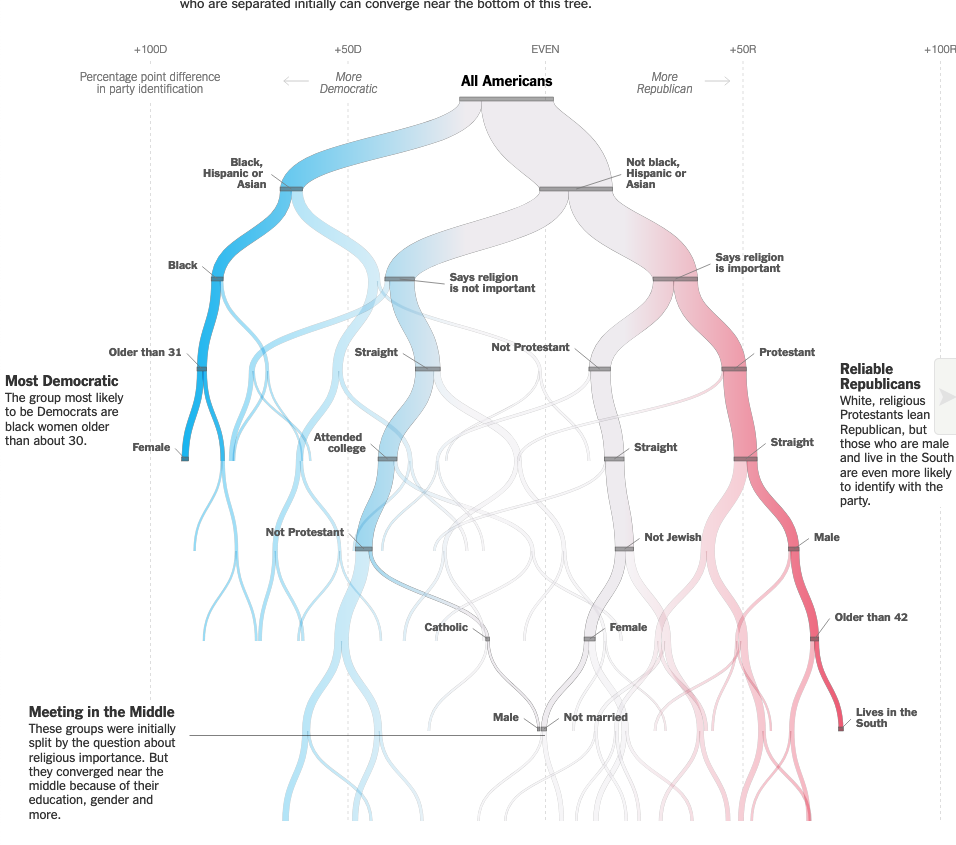 who are separated initially can converge near the bottom of this tree.
+100D
+50D
EVEN
+50R
+100R
Percentage point difference
in party identification
More
Democratic
All Americans
More
Republican
Black,
Hispanic or
Asian
Not black,
Hispanic or
Asian
Black
Says religion
is not important
Says religion
is important
Older than 31
Straight
Not Protestant
Protestant
Most Democratic
The group most likely
to be Democrats are
black women older
than about 30.
Reliable
Republicans
White, religious
Protestants lean
Republican, but
those who are male
and live in the South
are even more likely
to identify with the
party.
Female
Attended
college
Straight
Straight
Not Protestant
Not Jewish
Male
Catholic
Female
Older than 42
Meeting in the Middle
These groups were initially
split by the question about
religious importance. But
they converged near the
middle because of their
education, gender and
more.
Male
Not married
Lives in the
South